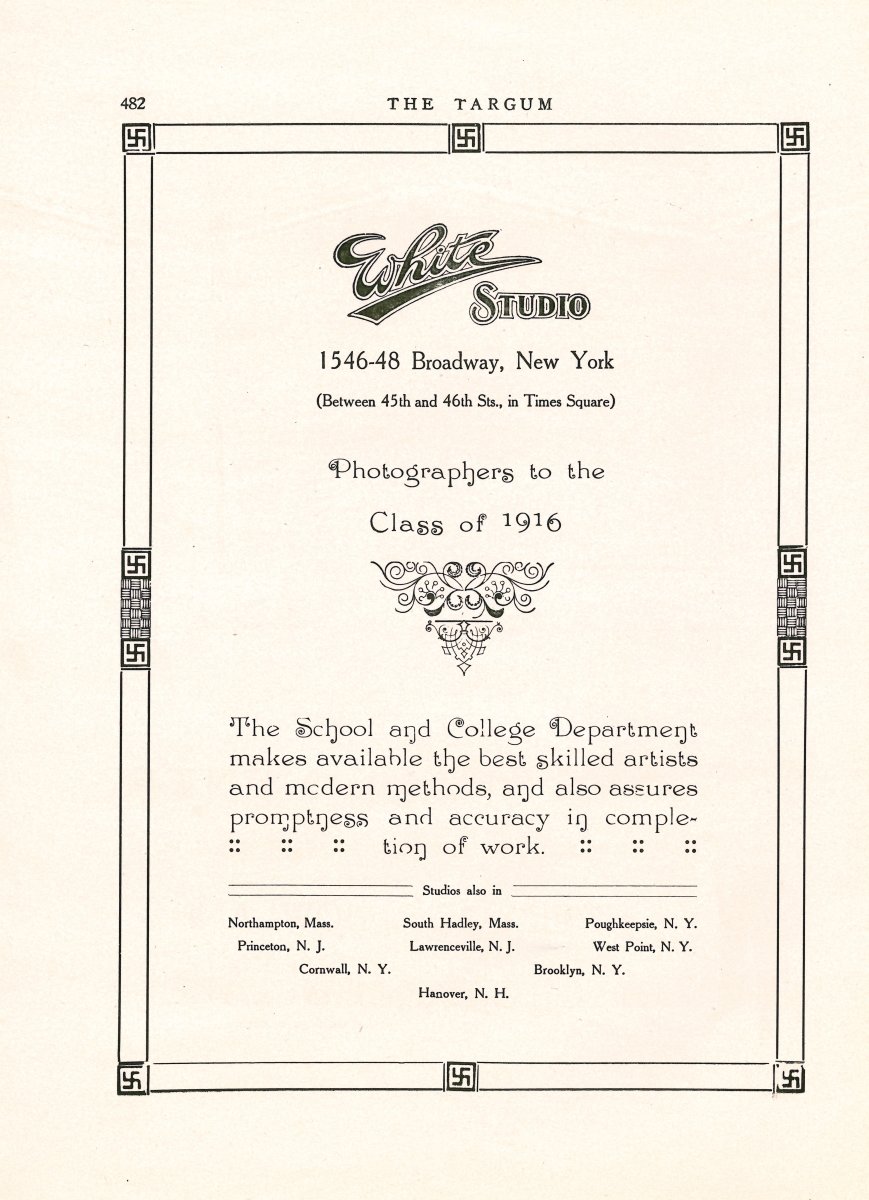 482
THE TARGUM
White
STUDIO
1546-48 Broadway, New York
(Between 45th and 46th Sts., in Times Square)
Photographers to the
Class of 1916
The School and College Department
makes available the best skilled artists
and modern methods, and also assures
promptness and accuracy in comple-
tion of work.
Studios also in
Northampton, Mass. South Hadley, Mass. Poughkeepsie, N. Y.
Princeton, N. J. Lawrenceville, N. J. West Point, N. Y.
Cornwall, N. Y. Brooklyn, N. Y.
Hanover, N. H.